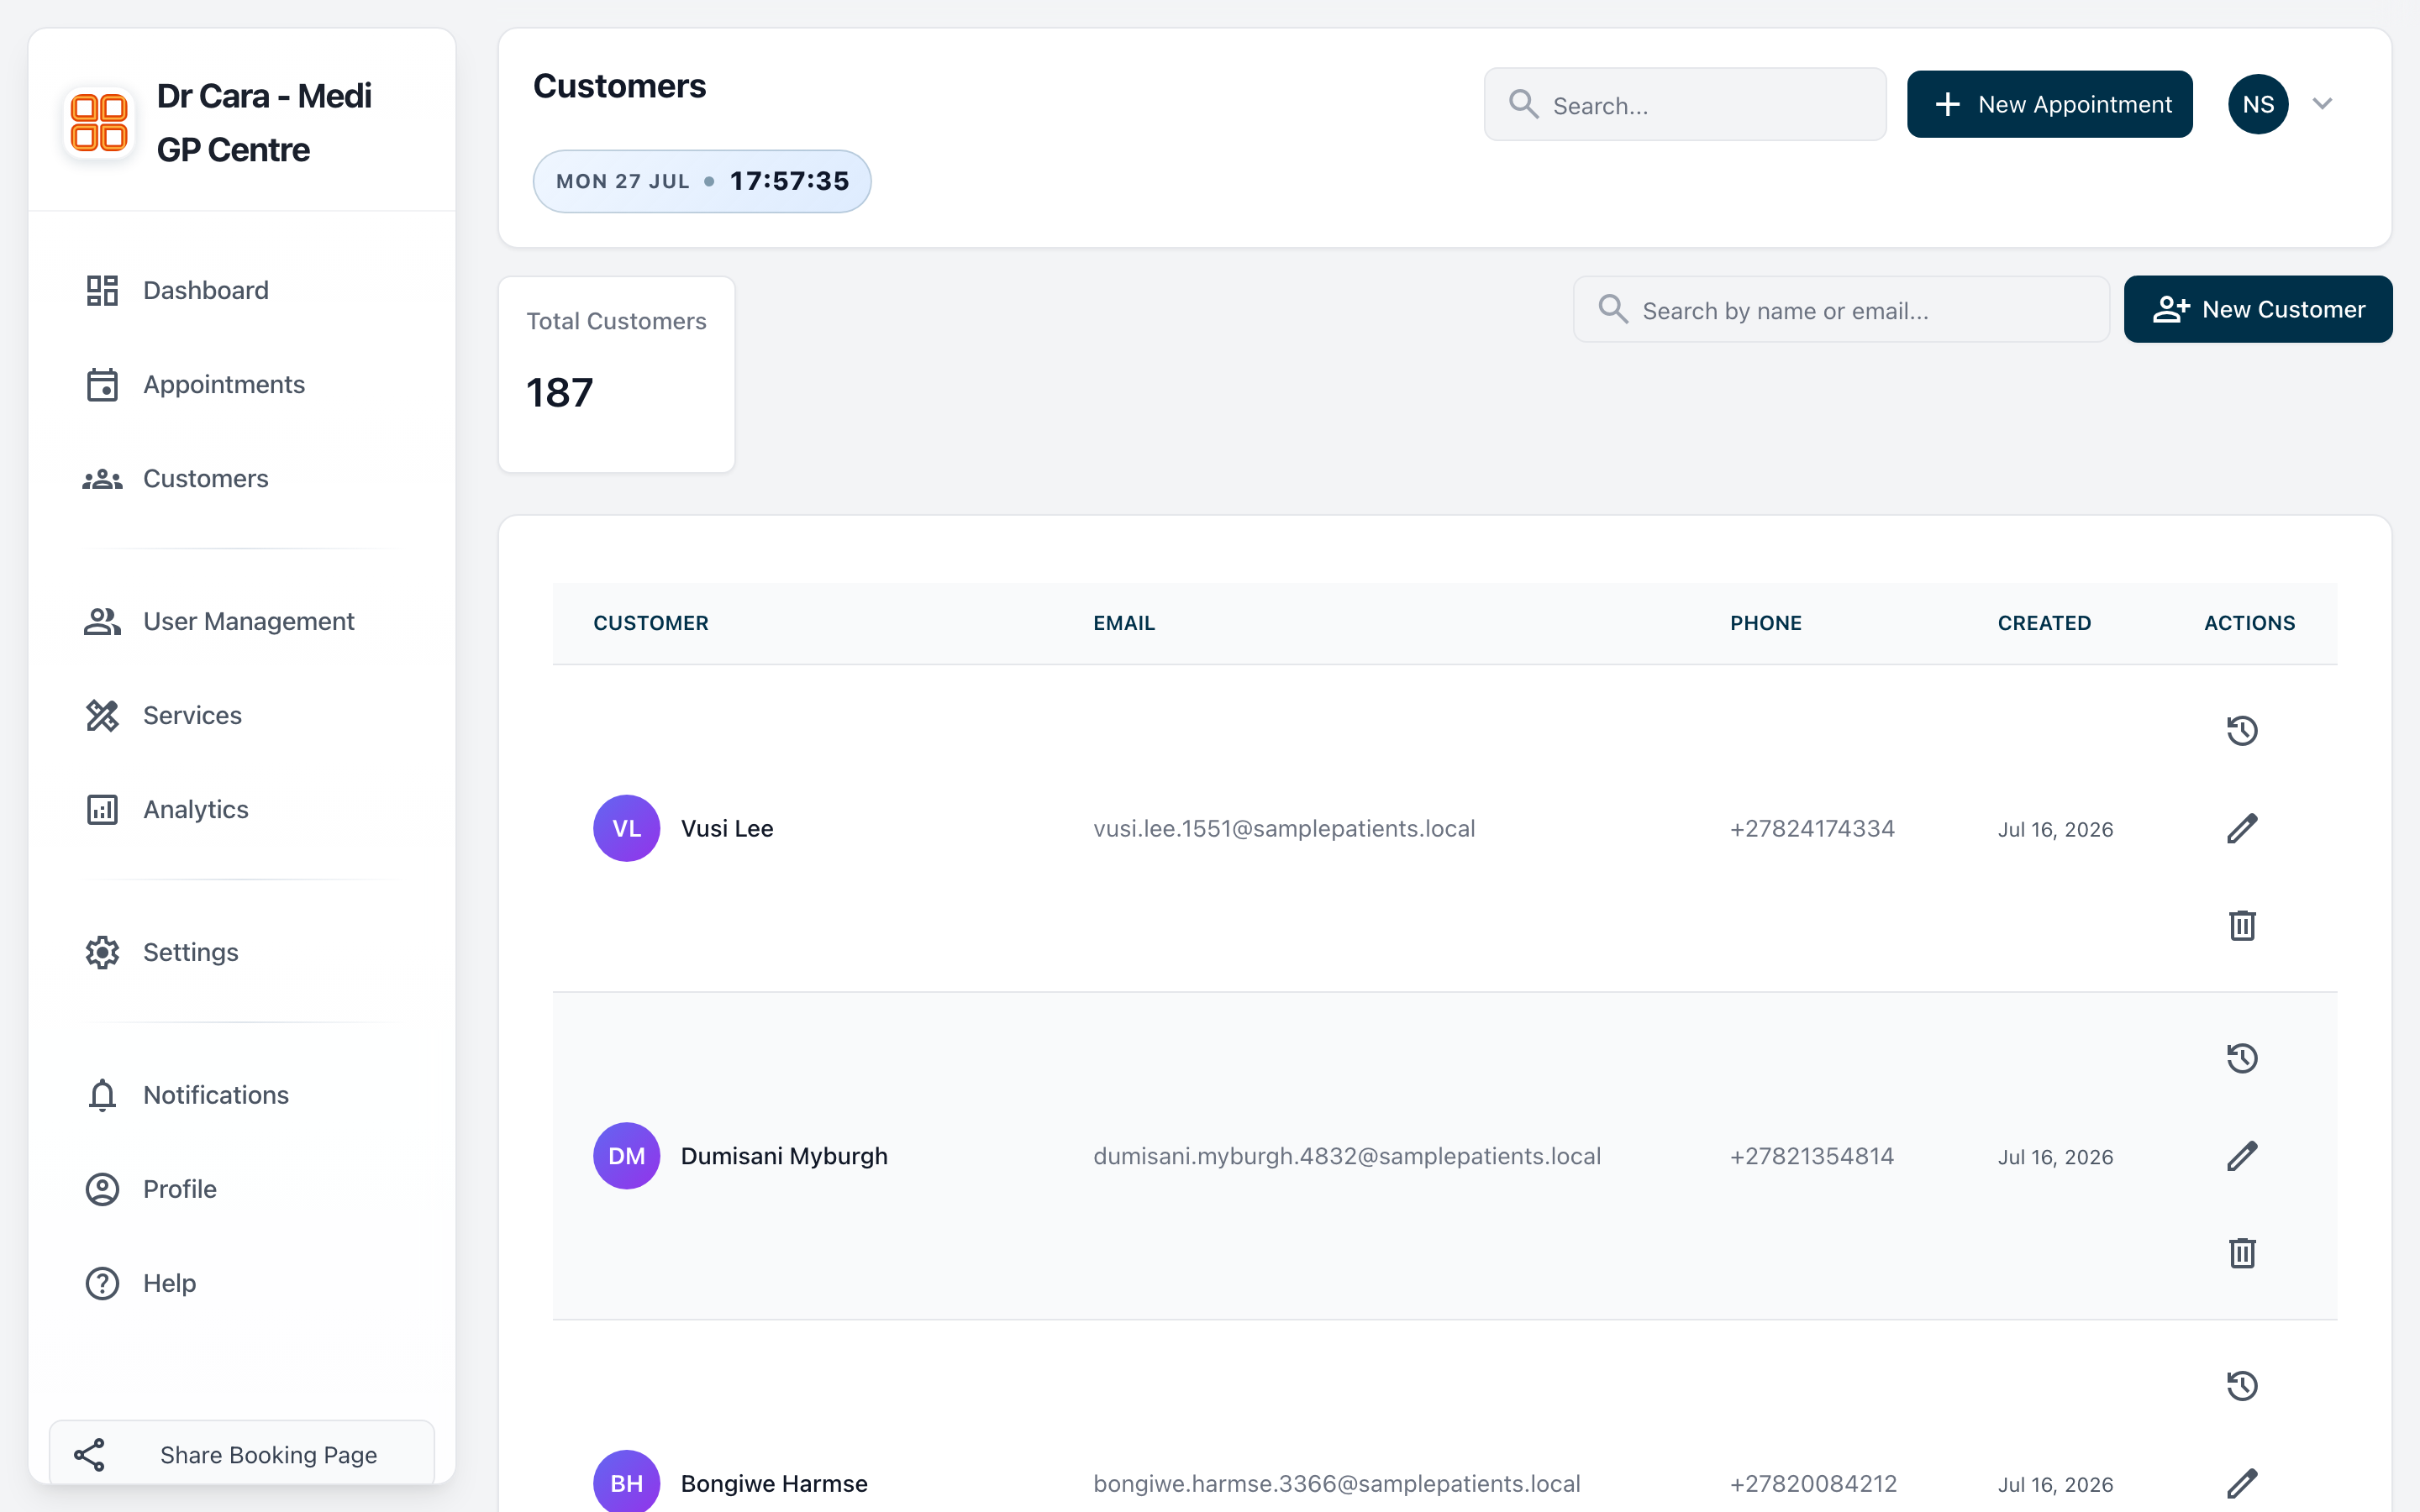 Dr Cara - Medi
GP Centre
Dashboard
Appointments
Customers
User Management
Services
Analytics
Settings
Notifications
Profile
Help
Share Booking Page
Customers
MON 27 JUL • 17:57:35
Search...
+ New Appointment
NS
Total Customers
187
Search by name or email...
New Customer
CUSTOMER EMAIL PHONE CREATED ACTIONS
VL Vusi Lee vusi.lee.1551@samplepatients.local +27824174334 Jul 16, 2026
DM Dumisani Myburgh dumisani.myburgh.4832@samplepatients.local +27821354814 Jul 16, 2026
BH Bongiwe Harmse bongiwe.harmse.3366@samplepatients.local +27820084212 Jul 16, 2026